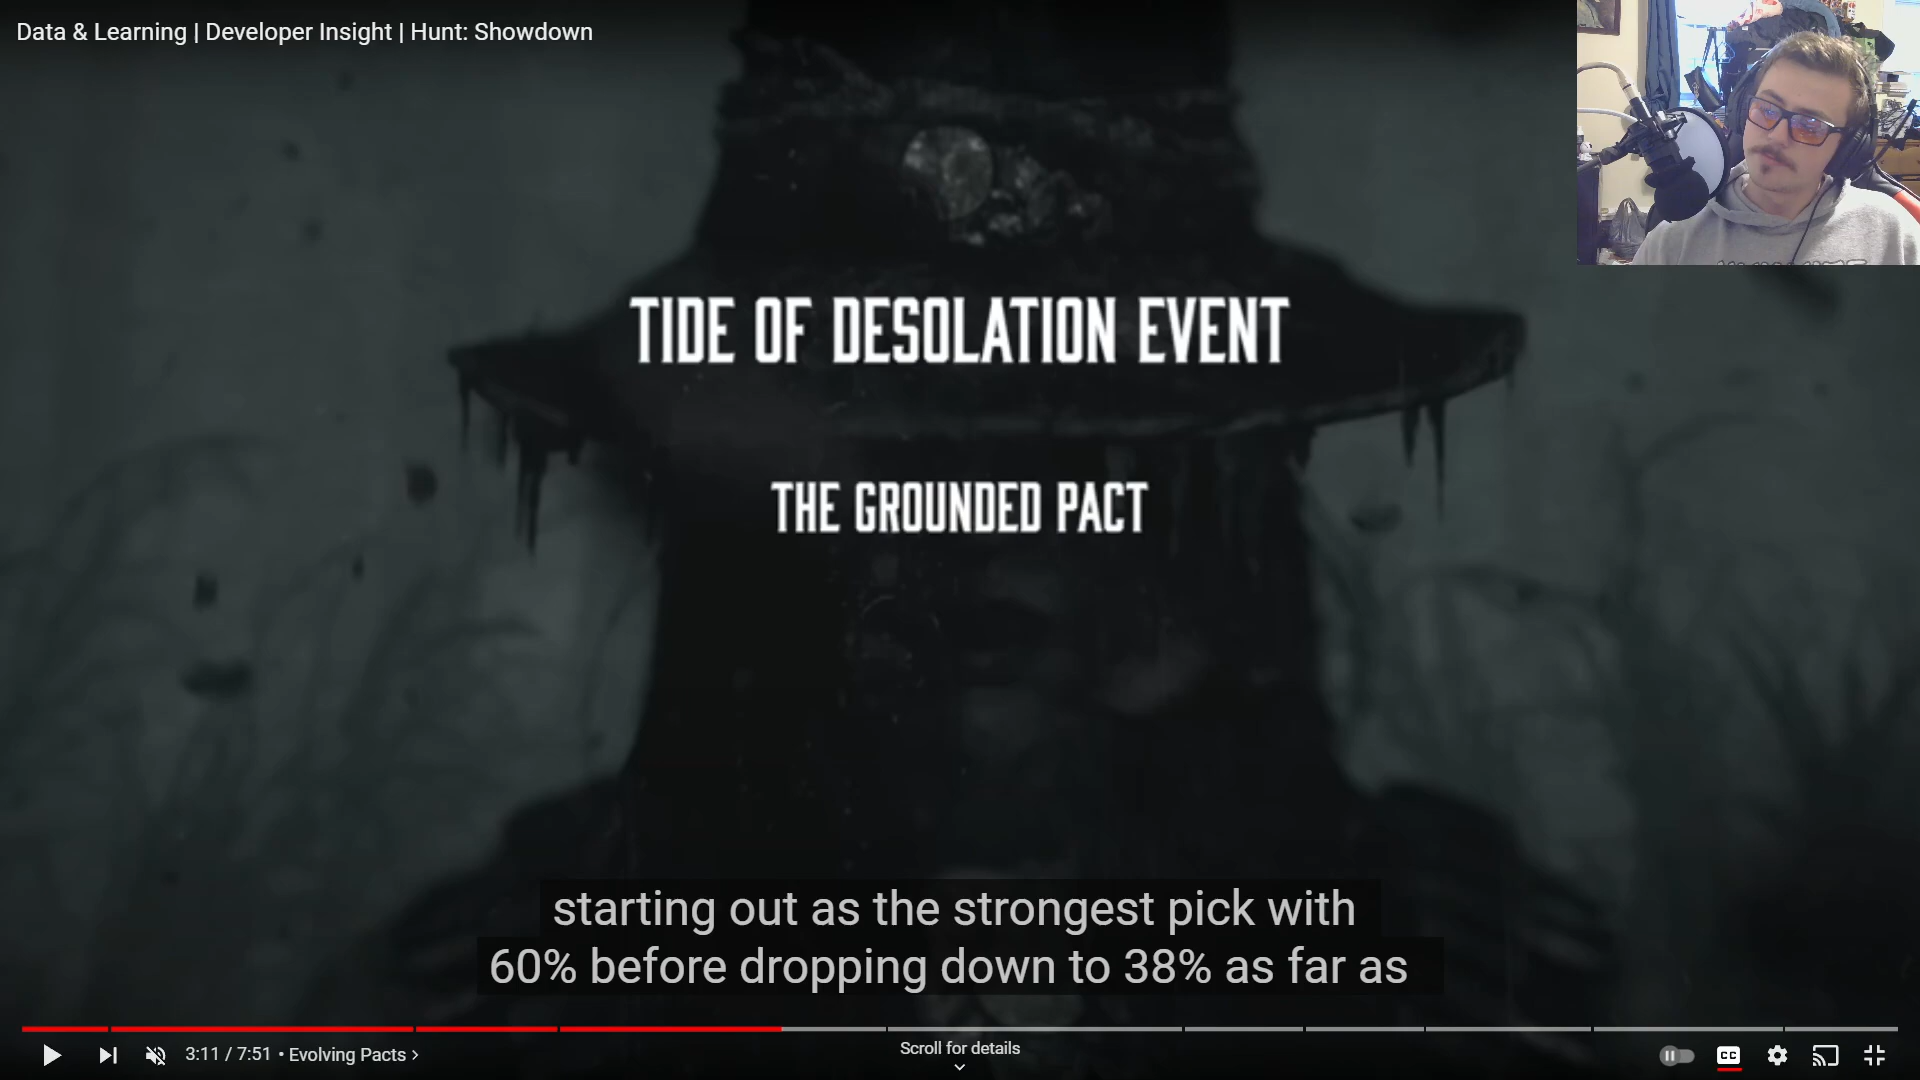 Data & Learning | Developer Insight | Hunt: Showdown
TIDE OF DESOLATION EVENT
THE GROUNDED PACT
starting out as the strongest pick with
60% before dropping down to 38% as far as
3:11 / 7:51 • Evolving Pacts ›
Scroll for details
CC